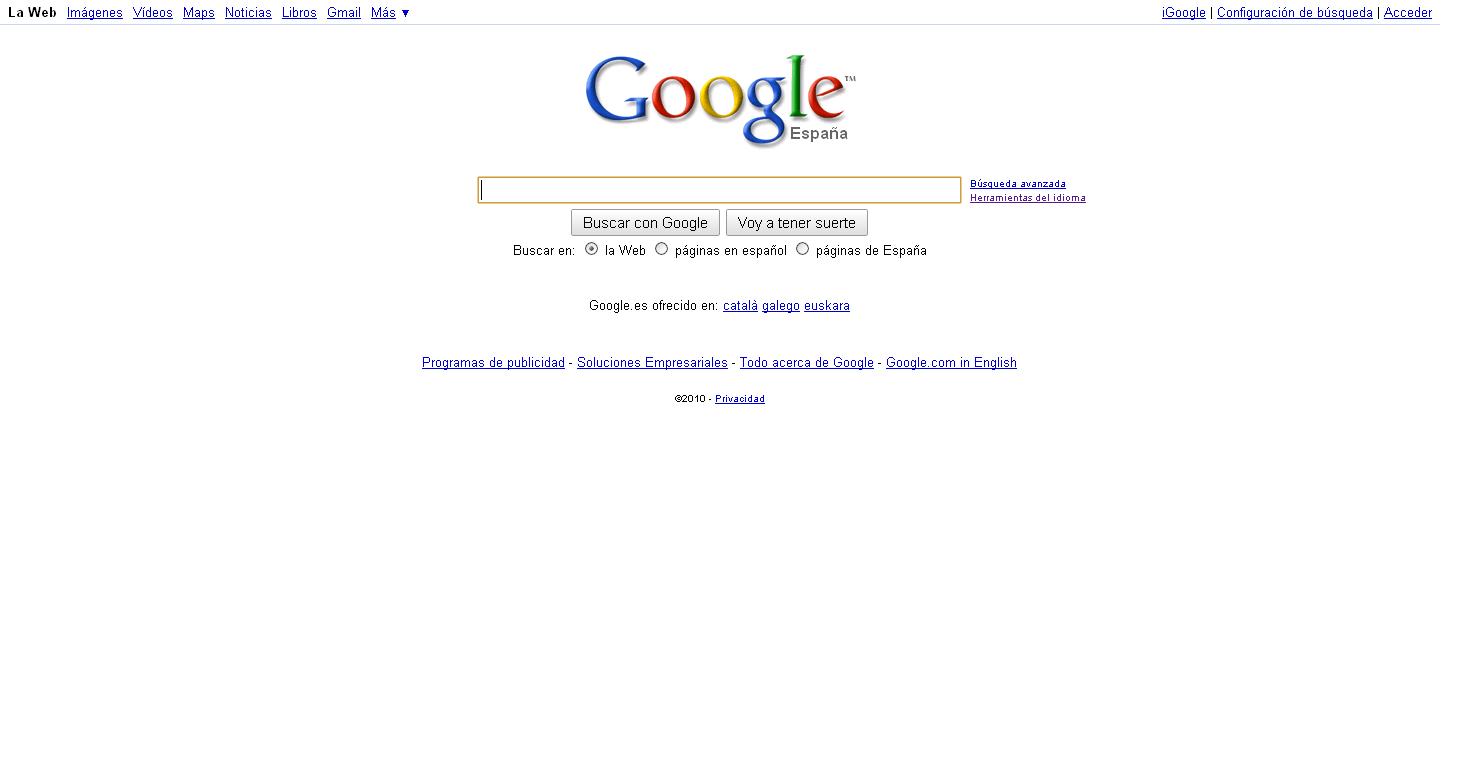 La Web Imágenes Vídeos Maps Noticias Libros Gmail Más ▼ iGoogle | Configuración de búsqueda | Acceder
Google™
España
Búsqueda avanzada
Herramientas del idioma
Buscar con Google Voy a tener suerte
Buscar en: la Web páginas en español páginas de España
Google.es ofrecido en: català galego euskara
Programas de publicidad - Soluciones Empresariales - Todo acerca de Google - Google.com in English
©2010 - Privacidad